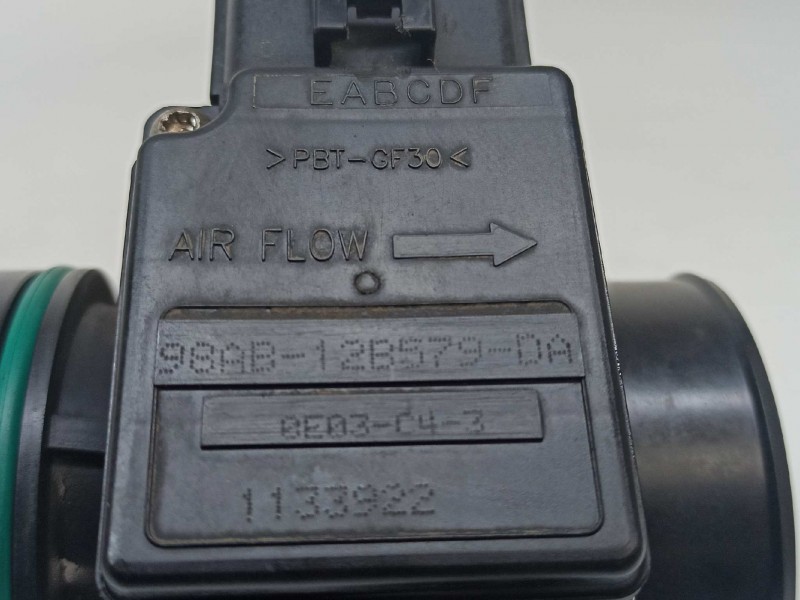 EABCDF
>PBT-GF30<
AIR FLOW
98AB-12B579-DA
0E03-C4-3
1133922